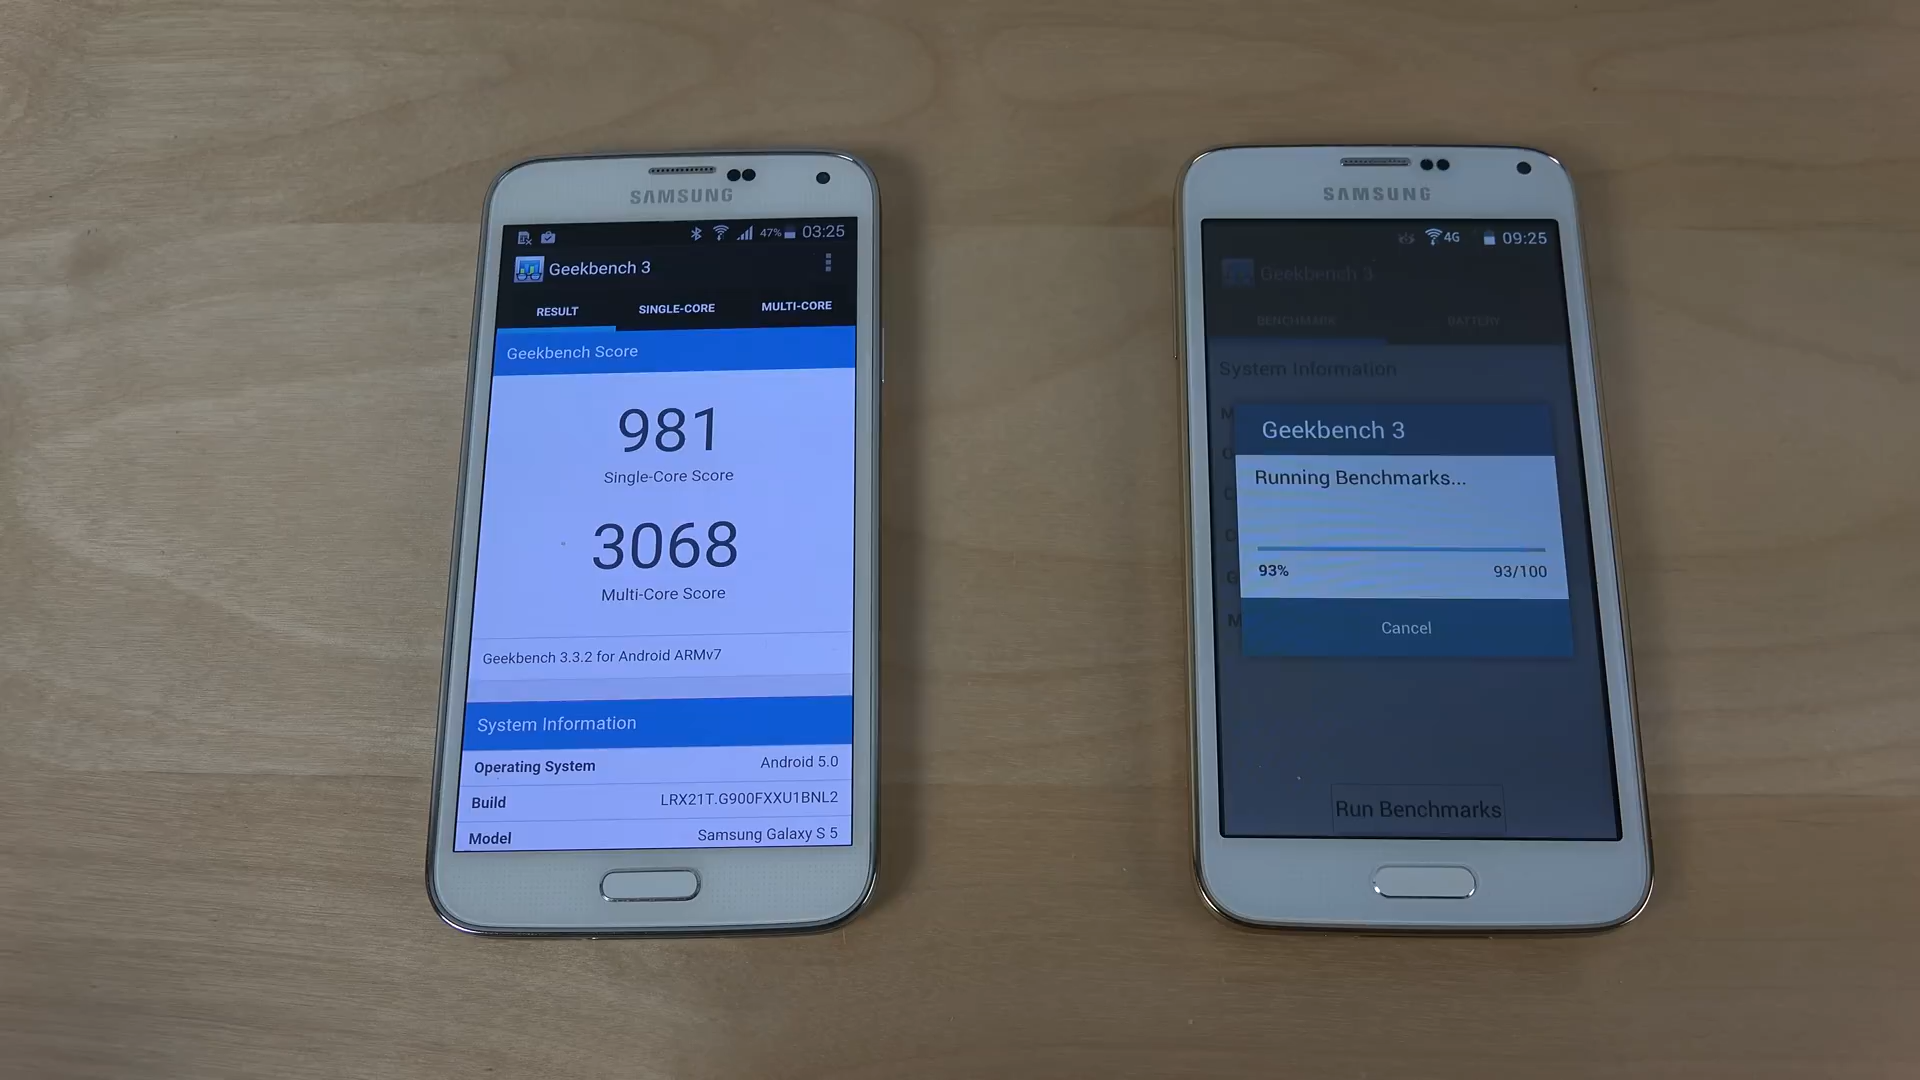 SAMSUNG
47% 03:25
Geekbench 3
RESULT SINGLE-CORE MULTI-CORE
Geekbench Score
981
Single-Core Score
3068
Multi-Core Score
Geekbench 3.3.2 for Android ARMv7
System Information
Operating System Android 5.0
Build LRX21T.G900FXXU1BNL2
Model Samsung Galaxy S 5
SAMSUNG
4G 09:25
Geekbench 3
BENCHMARK BATTERY
System Information
Geekbench 3
Running Benchmarks...
93% 93/100
Cancel
Run Benchmarks